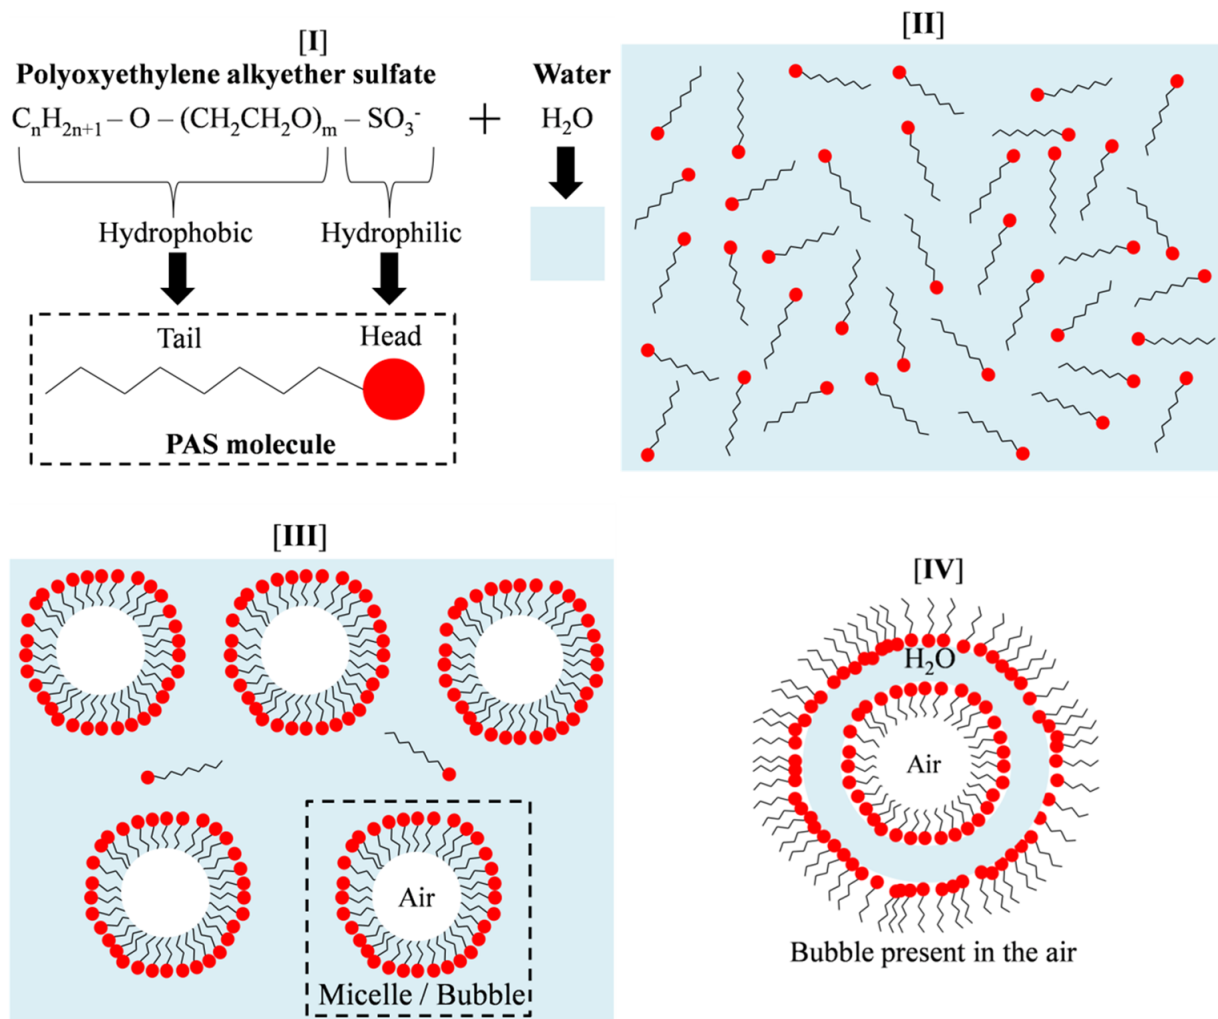 [I]
Polyoxyethylene alkyether sulfate
Water
CₙH₂ₙ₊₁ – O – (CH₂CH₂O)ₘ – SO₃⁻ + H₂O
Hydrophobic
Hydrophilic
Tail
Head
PAS molecule
[II]
[III]
Air
Micelle / Bubble
[IV]
H₂O
Air
Bubble present in the air